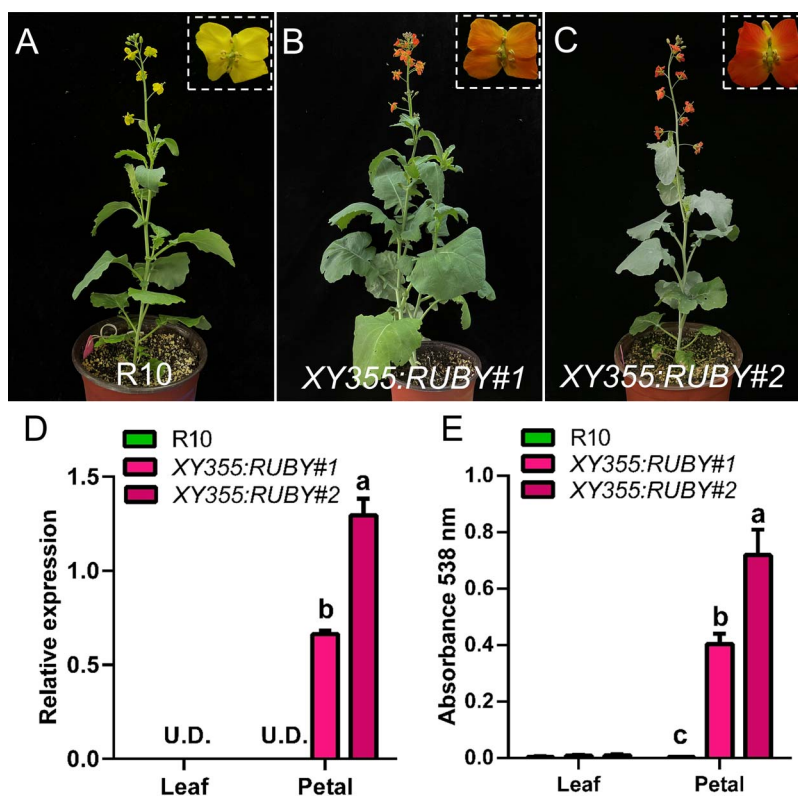 A
B
C
R10
XY355:RUBY#1
XY355:RUBY#2
D
R10
XY355:RUBY#1
XY355:RUBY#2
Relative expression
1.5
1.0
0.5
0.0
U.D.
U.D.
b
a
Leaf
Petal
E
R10
XY355:RUBY#1
XY355:RUBY#2
Absorbance 538 nm
1.0
0.8
0.6
0.4
0.2
0.0
c
b
a
Leaf
Petal